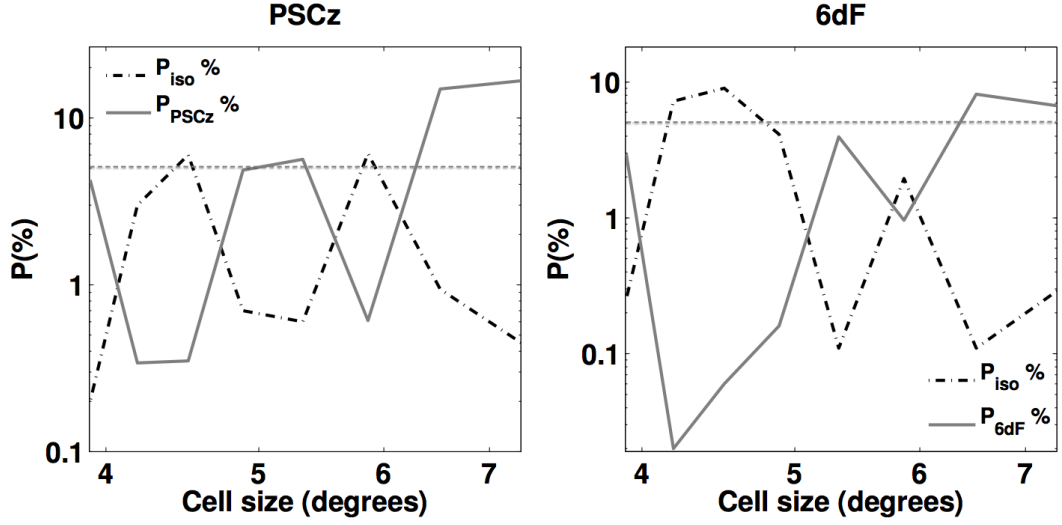 PSCz
P_iso %
P_PSCz %
10
1
0.1
P(%)
4 5 6 7
Cell size (degrees)
6dF
10
1
0.1
P(%)
P_iso %
P_6dF %
4 5 6 7
Cell size (degrees)